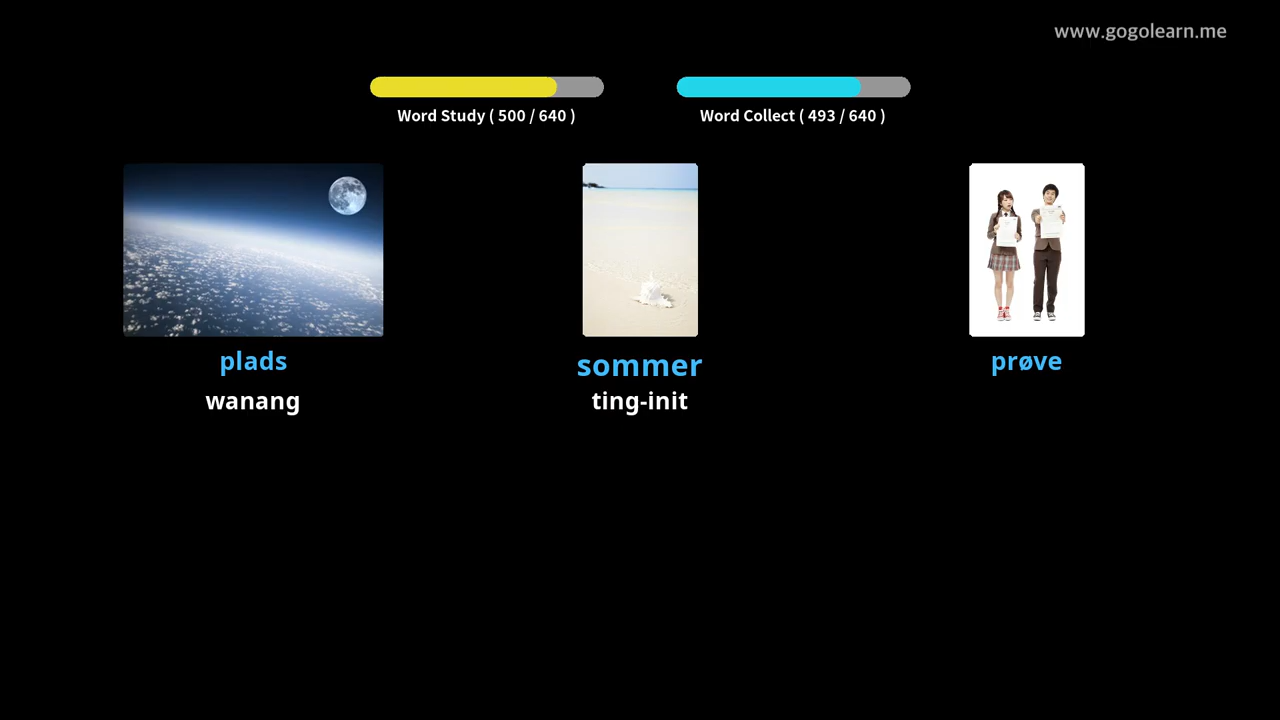 www.gogolearn.me
Word Study ( 500 / 640 )
Word Collect ( 493 / 640 )
plads
sommer
prøve
wanang
ting-init